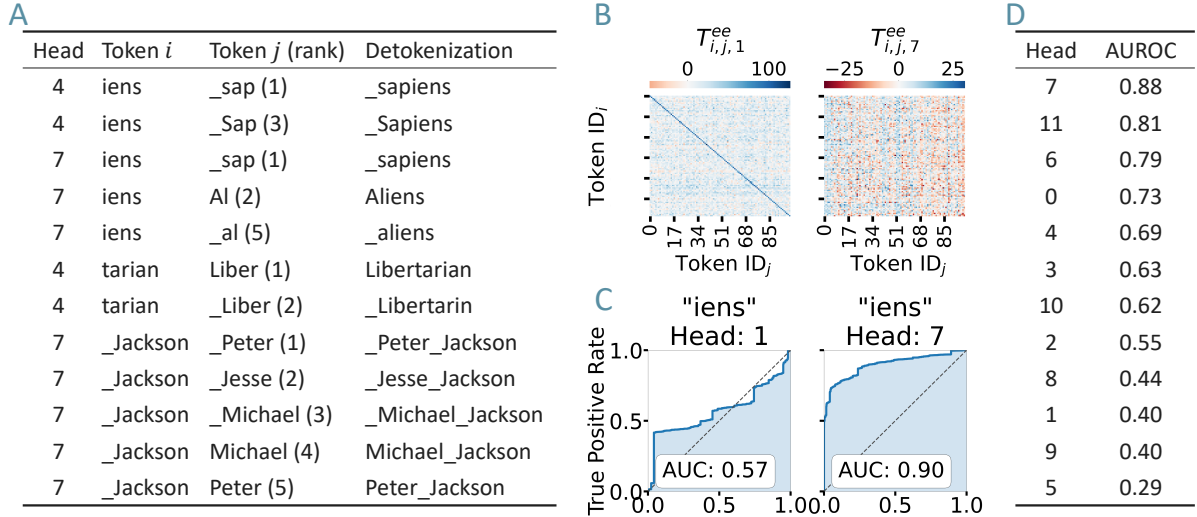 A
Head Token i Token j (rank) Detokenization
4 iens _sap (1) _sapiens
4 iens _Sap (3) _Sapiens
7 iens _sap (1) _sapiens
7 iens Al (2) Aliens
7 iens _al (5) _aliens
4 tarian Liber (1) Libertarian
4 tarian _Liber (2) _Libertarin
7 _Jackson _Peter (1) _Peter_Jackson
7 _Jackson _Jesse (2) _Jesse_Jackson
7 _Jackson _Michael (3) _Michael_Jackson
7 _Jackson Michael (4) Michael_Jackson
7 _Jackson Peter (5) Peter_Jackson
B
T^{ee}_{i,j,1} T^{ee}_{i,j,7}
0 100 −25 0 25
Token ID_i
0 17 34 51 68 85 0 17 34 51 68 85
Token ID_j Token ID_j
C
"iens" "iens"
Head: 1 Head: 7
True Positive Rate
1.0
0.5
0.0
AUC: 0.57 AUC: 0.90
0.0 0.5 1.0 0.0 0.5 1.0
D
Head AUROC
7 0.88
11 0.81
6 0.79
0 0.73
4 0.69
3 0.63
10 0.62
2 0.55
8 0.44
1 0.40
9 0.40
5 0.29